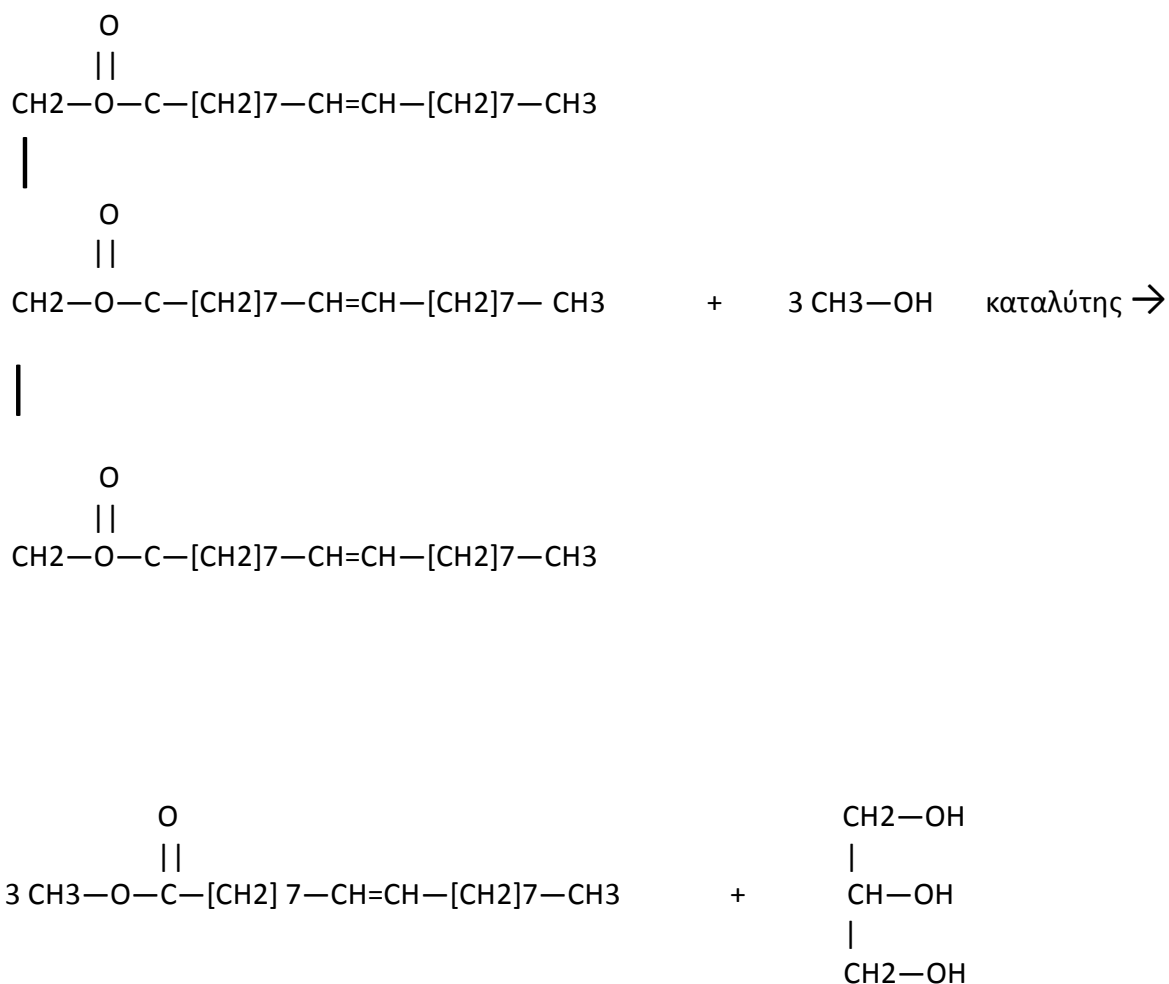 O
||
CH2—O—C—[CH2]7—CH=CH—[CH2]7—CH3
|
O
||
CH2—O—C—[CH2]7—CH=CH—[CH2]7— CH3 + 3 CH3—OH καταλύτης →
|
O
||
CH2—O—C—[CH2]7—CH=CH—[CH2]7—CH3
O CH2—OH
|| |
3 CH3—O—C—[CH2] 7—CH=CH—[CH2]7—CH3 + CH—OH
|
CH2—OH